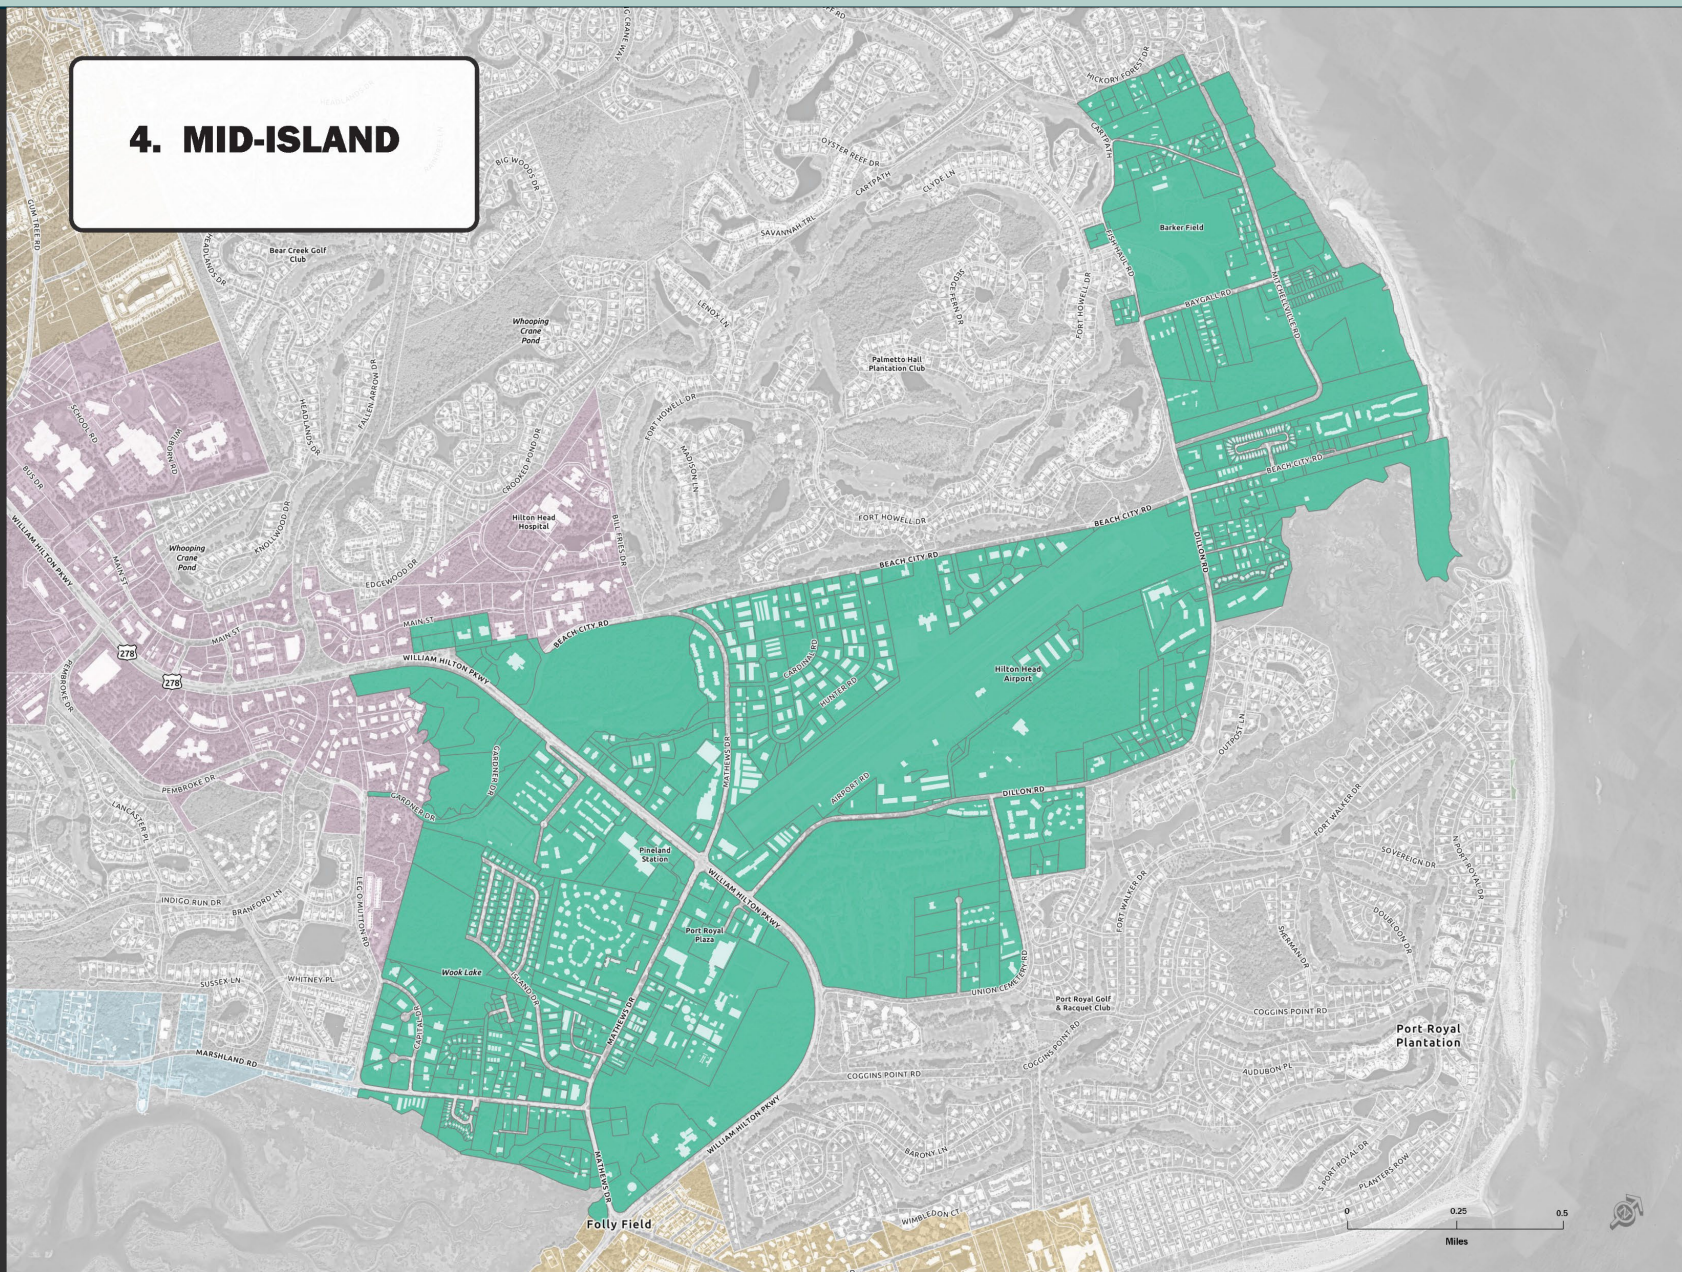 4. MID-ISLAND
G CRANE WAY
HICKORY FOREST DR
CARTPATH
OYSTER REEF DR
BIG WOODS DR
CARTPATH
CLYDE LN
SAVANNAH TRL
GUM TREE RD
HEADLANDS DR
Bear Creek Golf
Club
Barker Field
FISH HAUL RD
MITCHELLVILLE RD
BAYGALL RD
SEDGE FERN DR
FORT HOWELL DR
LENOX LN
Whooping
Crane
Pond
Palmetto Hall
Plantation Club
FALLEN ARROW DR
HEADLANDS DR
SCHOOL RD
WILBORN RD
BUS DR
FORT HOWELL DR
MADISON LN
CROOKED POND DR
BEACH CITY RD
Hilton Head
Hospital
BILL FRIES DR
FORT HOWELL DR
BEACH CITY RD
BEACH CITY RD
DILLON RD
KNOLLWOOD DR
Whooping
Crane
Pond
WILLIAM HILTON PKWY
MAIN ST
EDGEWOOD DR
MAIN ST
MAIN ST
BEACH CITY RD
278
278
WILLIAM HILTON PKWY
PEMBROKE DR
CARDINAL RD
HUNTER RD
Hilton Head
Airport
OUTPOST LN
GARDNER DR
MATHEWS DR
AIRPORT RD
DILLON RD
PEMBROKE DR
GARDNER DR
LANCASTER PL
FORT WALKER DR
SOVEREIGN DR
N PORT ROYAL DR
Pineland
Station
WILLIAM HILTON PKWY
INDIGO RUN DR
BRANFORD LN
LEG O MUTTON RD
FORT WALKER DR
DOUBLOON DR
SHERMAN DR
Port Royal
Plaza
Wook Lake
ISLAND DR
SUSSEX LN
WHITNEY PL
UNION CEMETERY RD
Port Royal Golf
& Racquet Club
COGGINS POINT RD
CAPITAL DR
MATHEWS DR
COGGINS POINT RD
Port Royal
Plantation
MARSHLAND RD
COGGINS POINT RD
AUDUBON PL
WILLIAM HILTON PKWY
BARONY LN
S PORT ROYAL DR
PLANTERS ROW
MATHEWS DR
WIMBLEDON CT
Folly Field
0 0.25 0.5
Miles